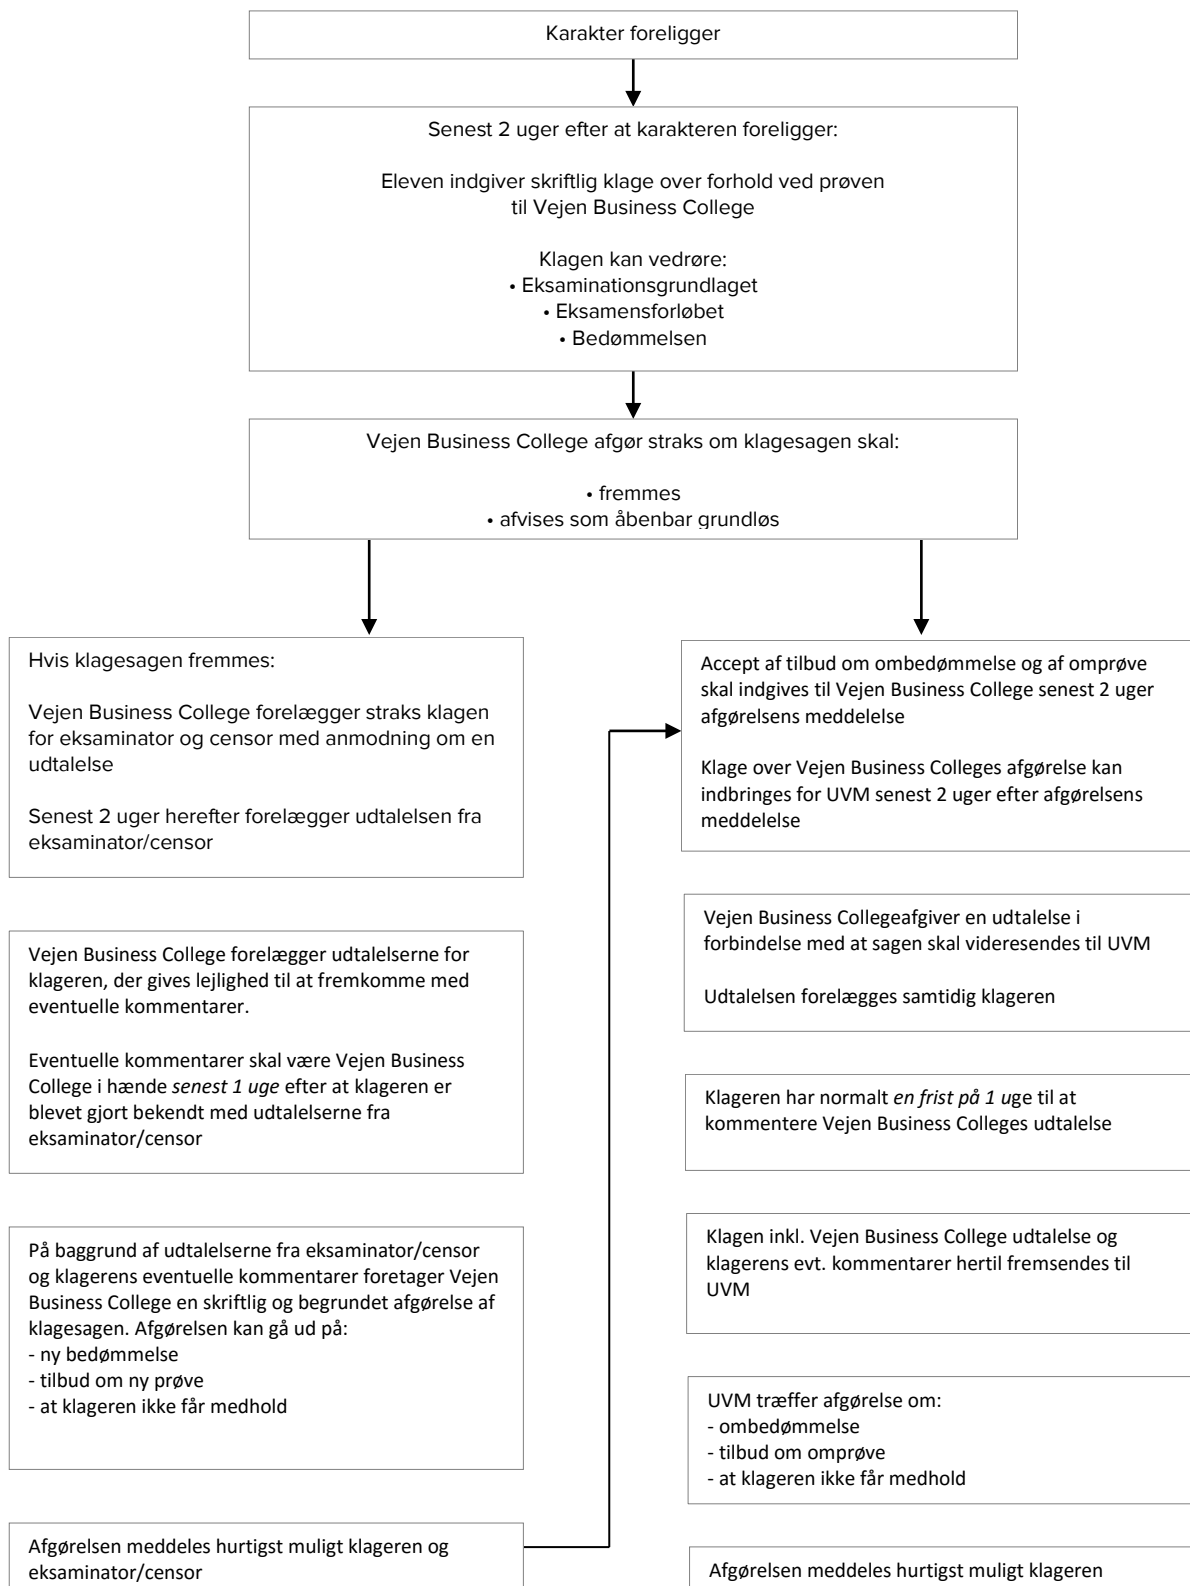 Karakter foreligger
Senest 2 uger efter at karakteren foreligger:
Eleven indgiver skriftlig klage over forhold ved prøven
til Vejen Business College
Klagen kan vedrøre:
• Eksaminationsgrundlaget
• Eksamensforløbet
• Bedømmelsen
Vejen Business College afgør straks om klagesagen skal:
• fremmes
• afvises som åbenbar grundløs
Hvis klagesagen fremmes:
Vejen Business College forelægger straks klagen
for eksaminator og censor med anmodning om en
udtalelse
Senest 2 uger herefter forelægger udtalelsen fra
eksaminator/censor
Vejen Business College forelægger udtalelserne for
klageren, der gives lejlighed til at fremkomme med
eventuelle kommentarer.
Eventuelle kommentarer skal være Vejen Business
College i hænde senest 1 uge efter at klageren er
blevet gjort bekendt med udtalelserne fra
eksaminator/censor
På baggrund af udtalelserne fra eksaminator/censor
og klagerens eventuelle kommentarer foretager Vejen
Business College en skriftlig og begrundet afgørelse af
klagesagen. Afgørelsen kan gå ud på:
- ny bedømmelse
- tilbud om ny prøve
- at klageren ikke får medhold
Afgørelsen meddeles hurtigst muligt klageren og
eksaminator/censor
Accept af tilbud om ombedømmelse og af omprøve
skal indgives til Vejen Business College senest 2 uger
afgørelsens meddelelse
Klage over Vejen Business Colleges afgørelse kan
indbringes for UVM senest 2 uger efter afgørelsens
meddelelse
Vejen Business Collegeafgiver en udtalelse i
forbindelse med at sagen skal videresendes til UVM
Udtalelsen forelægges samtidig klageren
Klageren har normalt en frist på 1 uge til at
kommentere Vejen Business Colleges udtalelse
Klagen inkl. Vejen Business College udtalelse og
klagerens evt. kommentarer hertil fremsendes til
UVM
UVM træffer afgørelse om:
- ombedømmelse
- tilbud om omprøve
- at klageren ikke får medhold
Afgørelsen meddeles hurtigst muligt klageren